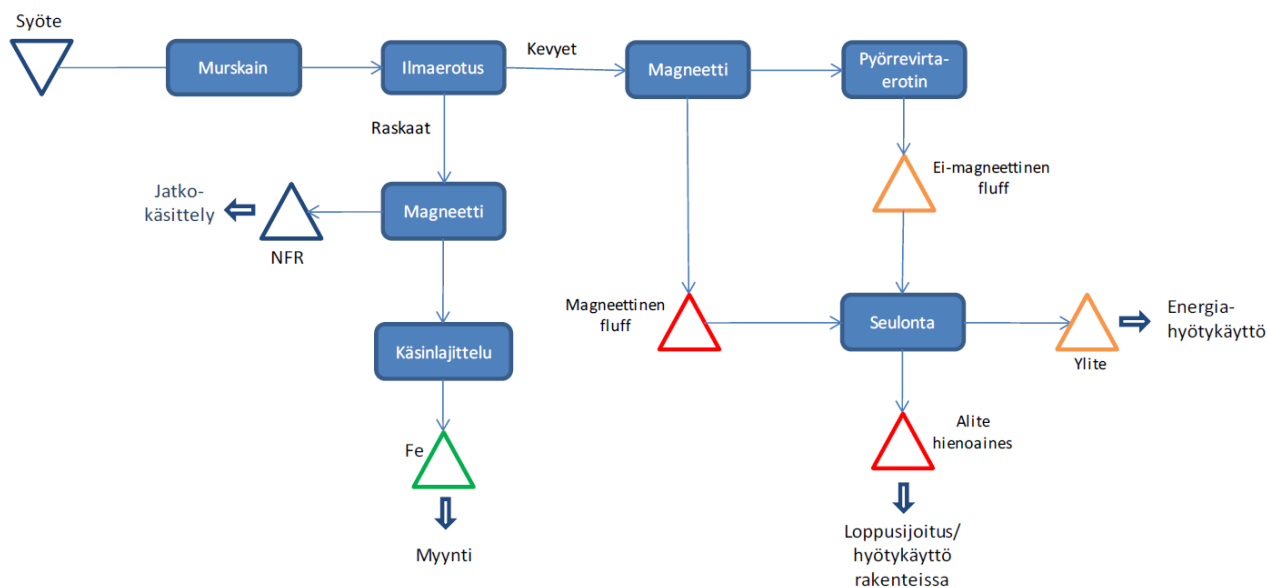 Syöte
Murskain
Ilmaerotus
Kevyet
Magneetti
Pyörrevirta-
erotin
Raskaat
Ei-magneettinen
fluff
Jatko-
käsittely
NFR
Magneetti
Magneettinen
fluff
Seulonta
Energia-
hyötykäyttö
Ylite
Käsinlajittelu
Alite
hienoaines
Fe
Myynti
Loppusijoitus/
hyötykäyttö
rakenteissa